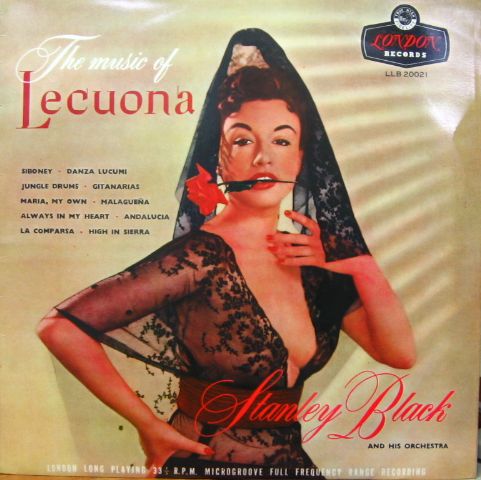 The music of
Lecuona
LONDON
RECORDS
LLB 20021
SIBONEY - DANZA LUCUMI
JUNGLE DRUMS - GITANARIAS
MARIA, MY OWN - MALAGUEÑA
ALWAYS IN MY HEART - ANDALUCIA
LA COMPARSA - HIGH IN SIERRA
Stanley Black
AND HIS ORCHESTRA
LONDON LONG PLAYING 33⅓ R.P.M. MICROGROOVE FULL FREQUENCY RANGE RECORDING